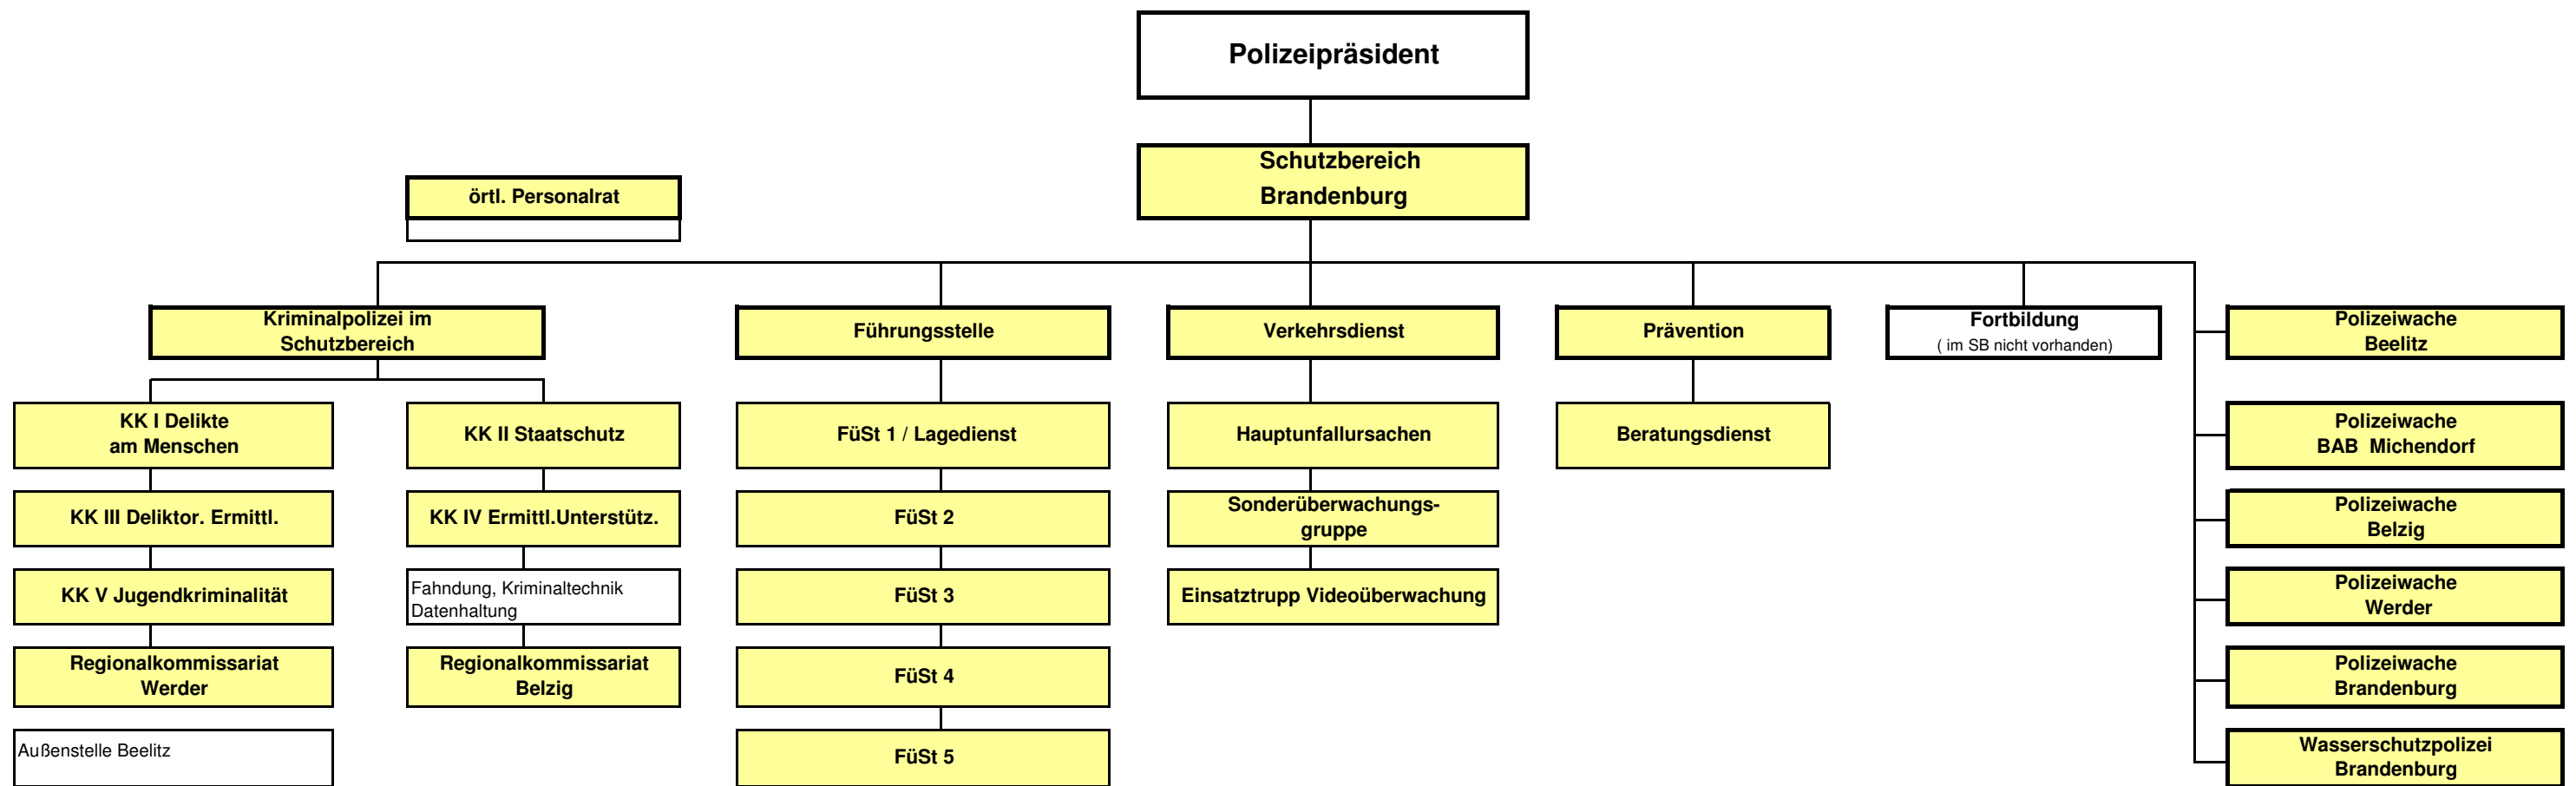 Polizeipräsident
Schutzbereich
Brandenburg
örtl. Personalrat
Kriminalpolizei im
Schutzbereich
Führungsstelle
Verkehrsdienst
Prävention
Fortbildung
( im SB nicht vorhanden)
Polizeiwache
Beelitz
KK I Delikte
am Menschen
KK II Staatschutz
FüSt 1 / Lagedienst
Hauptunfallursachen
Beratungsdienst
Polizeiwache
BAB Michendorf
KK III Deliktor. Ermittl.
KK IV Ermittl.Unterstütz.
FüSt 2
Sonderüberwachungs-
gruppe
Polizeiwache
Belzig
KK V Jugendkriminalität
Fahndung, Kriminaltechnik
Datenhaltung
FüSt 3
Einsatztrupp Videoüberwachung
Polizeiwache
Werder
Regionalkommissariat
Werder
Regionalkommissariat
Belzig
FüSt 4
Polizeiwache
Brandenburg
Außenstelle Beelitz
FüSt 5
Wasserschutzpolizei
Brandenburg